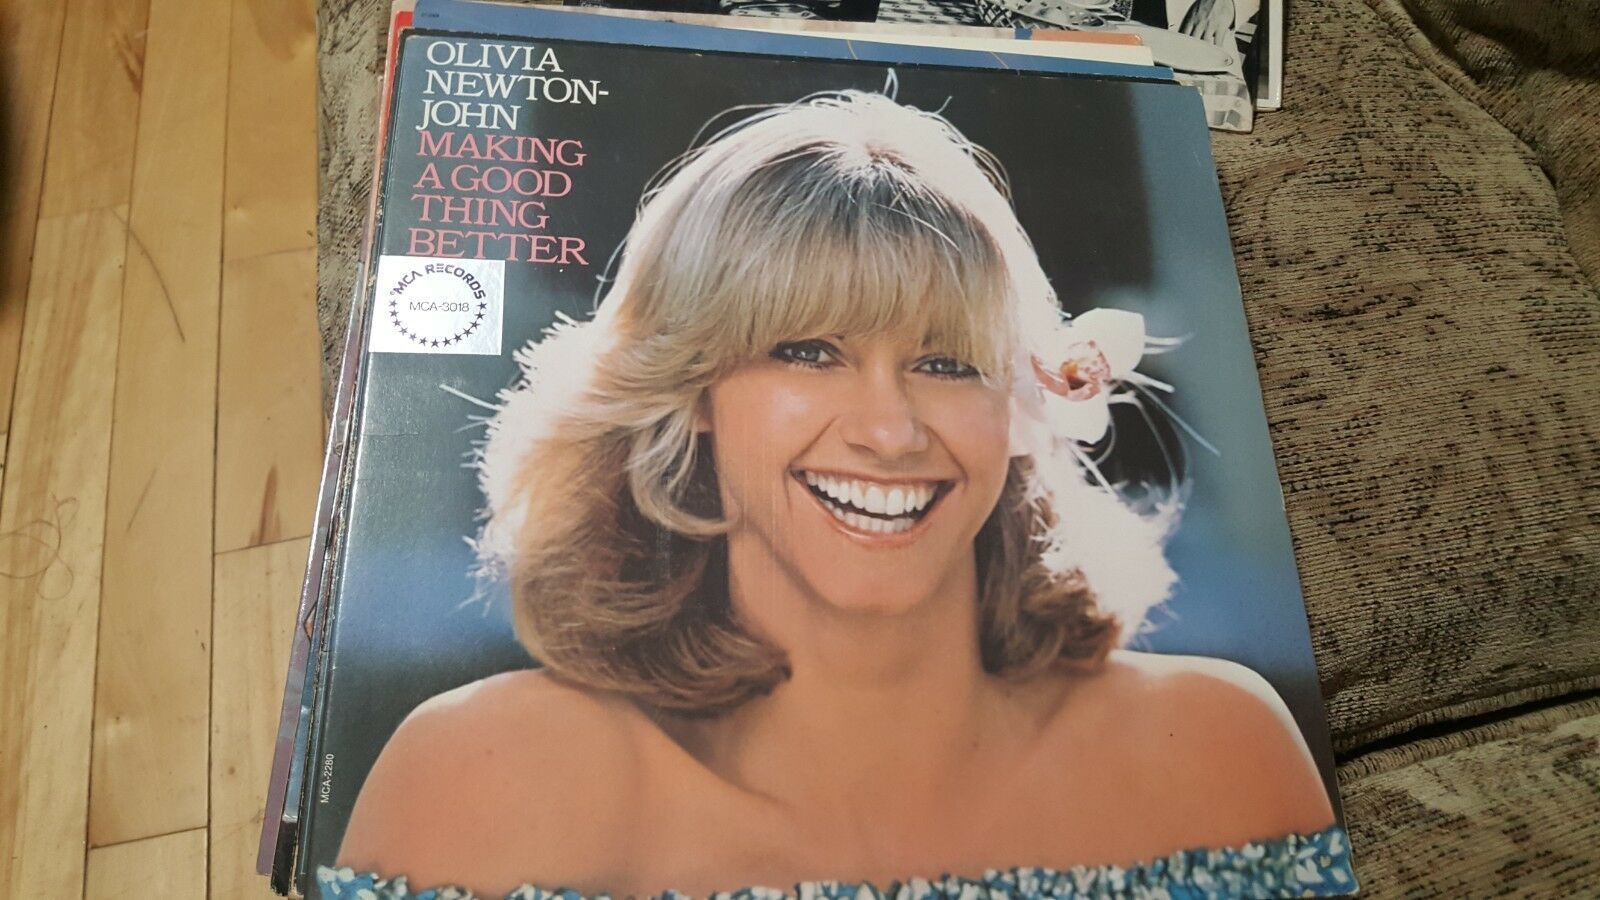 OLIVIA
NEWTON-
JOHN
MAKING
A GOOD
THING
BETTER
MCA RECORDS
MCA-3018
MCA-2280